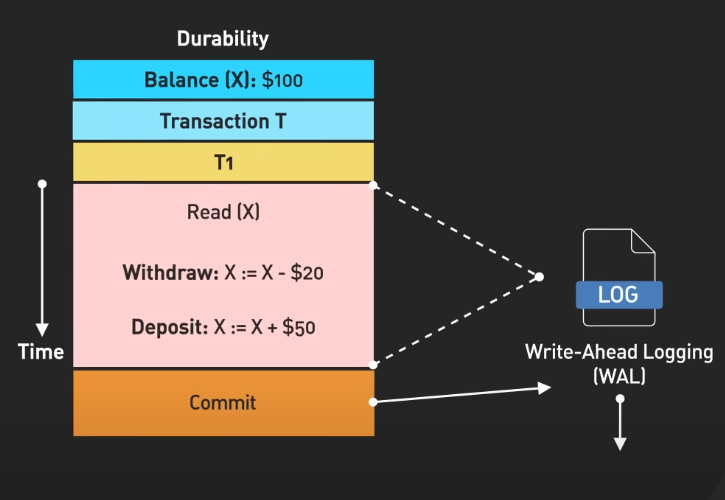 Durability
Balance (X): $100
Transaction T
T1
Read (X)
Withdraw: X := X - $20
Deposit: X := X + $50
Time
Commit
LOG
Write-Ahead Logging
(WAL)